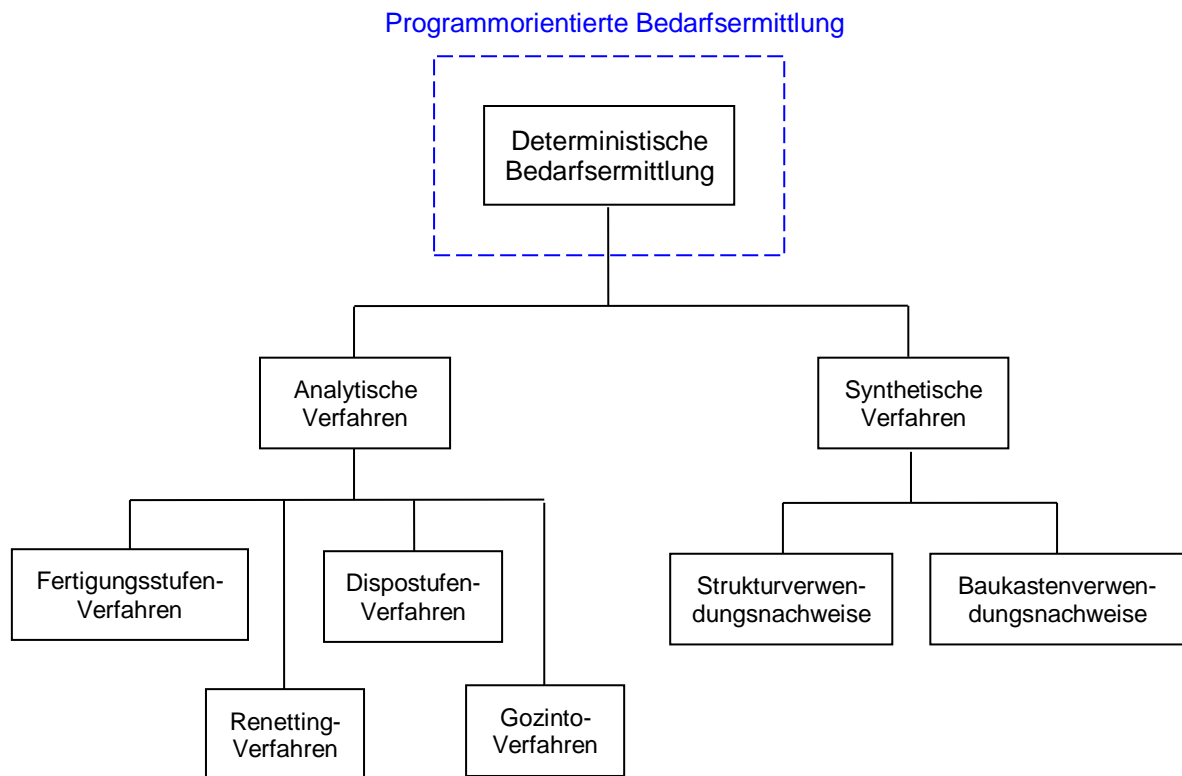 Programmorientierte Bedarfsermittlung
Deterministische
Bedarfsermittlung
Analytische
Verfahren
Synthetische
Verfahren
Fertigungsstufen-
Verfahren
Dispostufen-
Verfahren
Strukturverwen-
dungsnachweise
Baukastenverwen-
dungsnachweise
Renetting-
Verfahren
Gozinto-
Verfahren